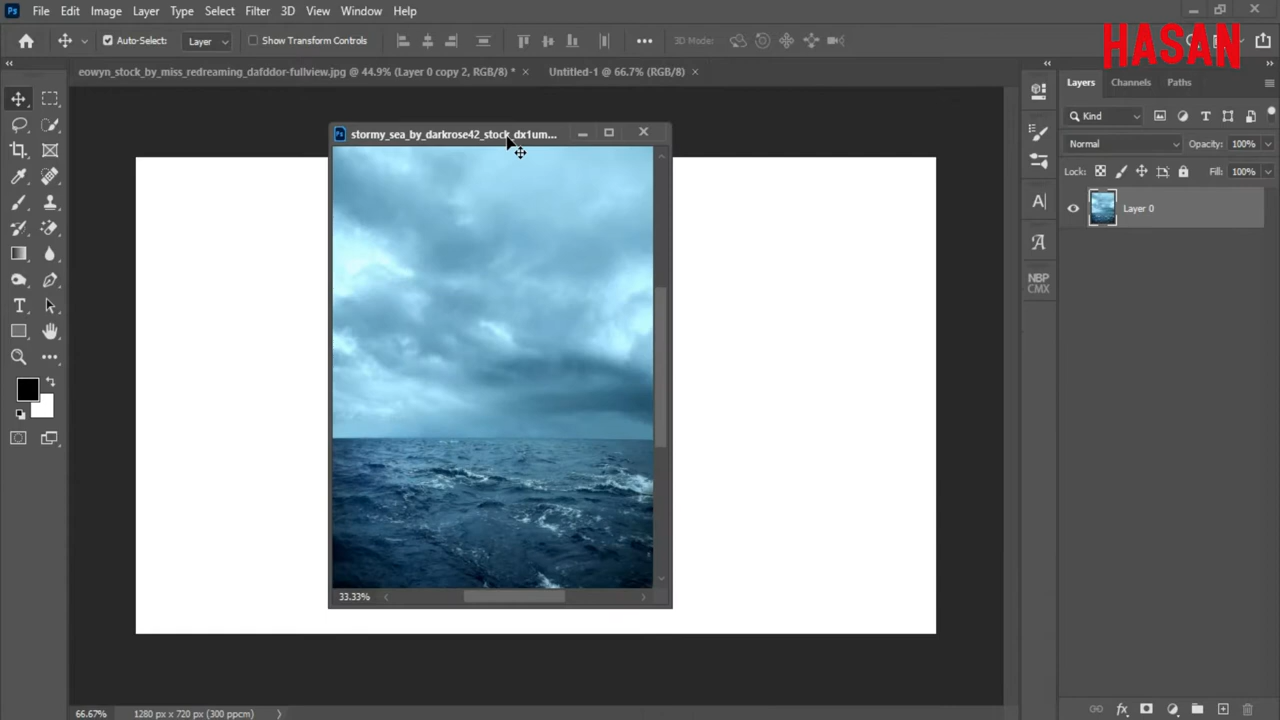 Ps File Edit Image Layer Type Select Filter 3D View Window Help
Auto-Select: Layer Show Transform Controls 3D Mode:
HASAN
eowyn_stock_by_miss_redreaming_dafddor-fullview.jpg @ 44.9% (Layer 0 copy 2, RGB/8) *
Untitled-1 @ 66.7% (RGB/8)
Layers Channels Paths
Kind
Normal Opacity: 100%
Lock: Fill: 100%
Layer 0
NBP
CMX
Ps stormy_sea_by_darkrose42_stock_dx1um...
33.33%
66.67% 1280 px x 720 px (300 ppcm)